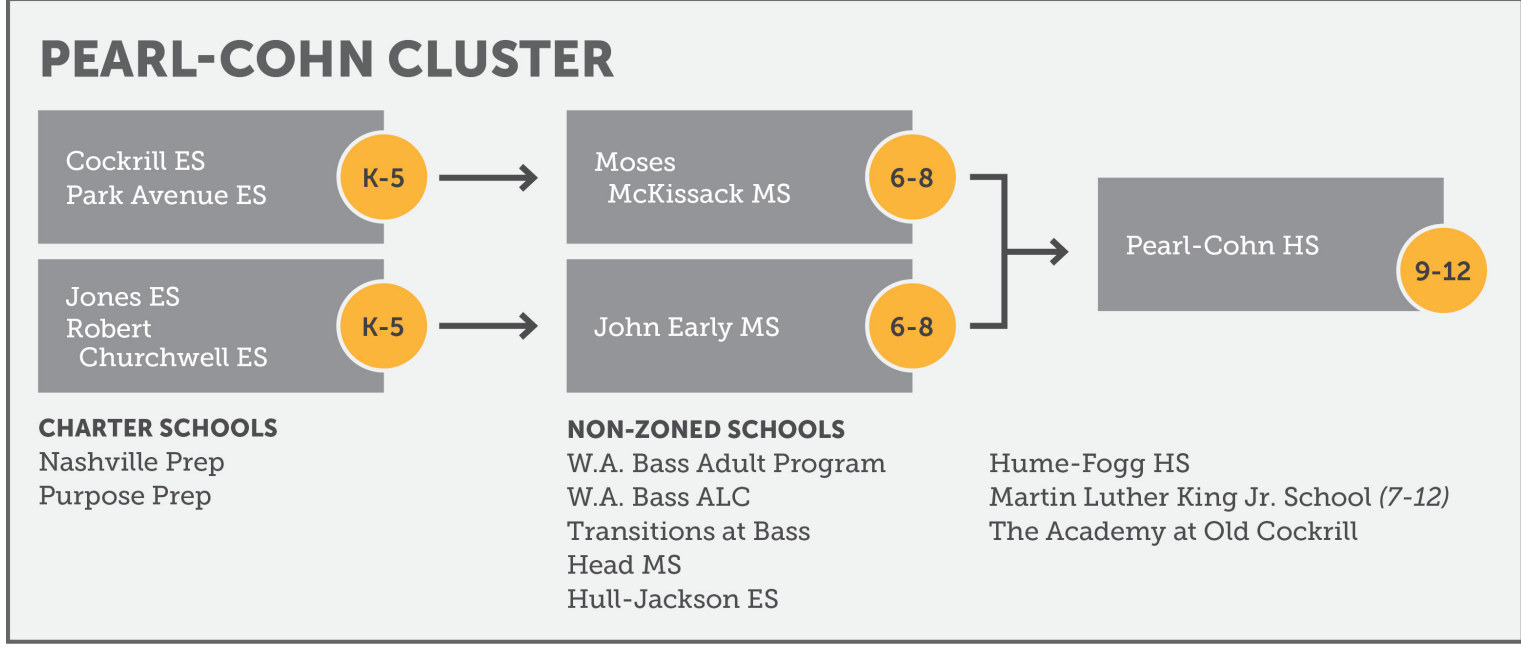 PEARL-COHN CLUSTER
Cockrill ES
Park Avenue ES
K-5
Moses
McKissack MS
6-8
Jones ES
Robert
Churchwell ES
K-5
John Early MS
6-8
Pearl-Cohn HS
9-12
CHARTER SCHOOLS
Nashville Prep
Purpose Prep
NON-ZONED SCHOOLS
W.A. Bass Adult Program
W.A. Bass ALC
Transitions at Bass
Head MS
Hull-Jackson ES
Hume-Fogg HS
Martin Luther King Jr. School (7-12)
The Academy at Old Cockrill